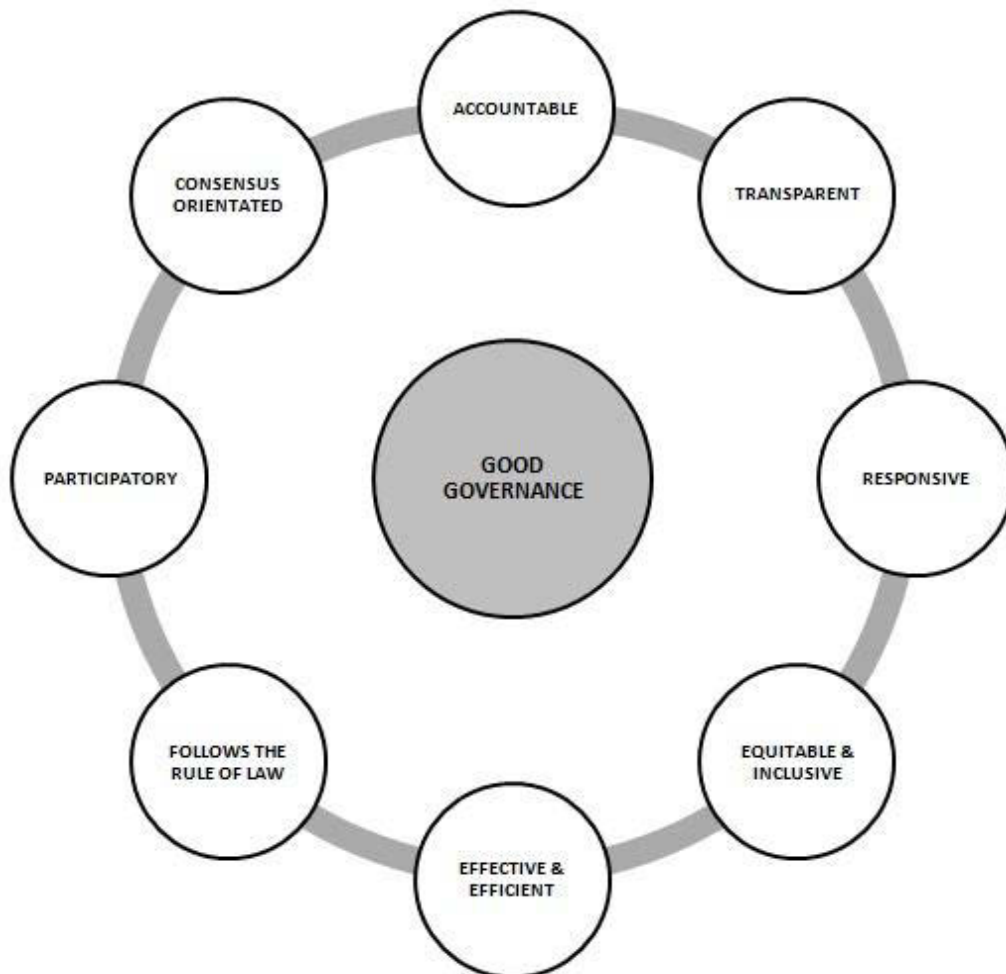 ACCOUNTABLE
CONSENSUS
ORIENTATED
TRANSPARENT
PARTICIPATORY
GOOD
GOVERNANCE
RESPONSIVE
FOLLOWS THE
RULE OF LAW
EQUITABLE &
INCLUSIVE
EFFECTIVE &
EFFICIENT